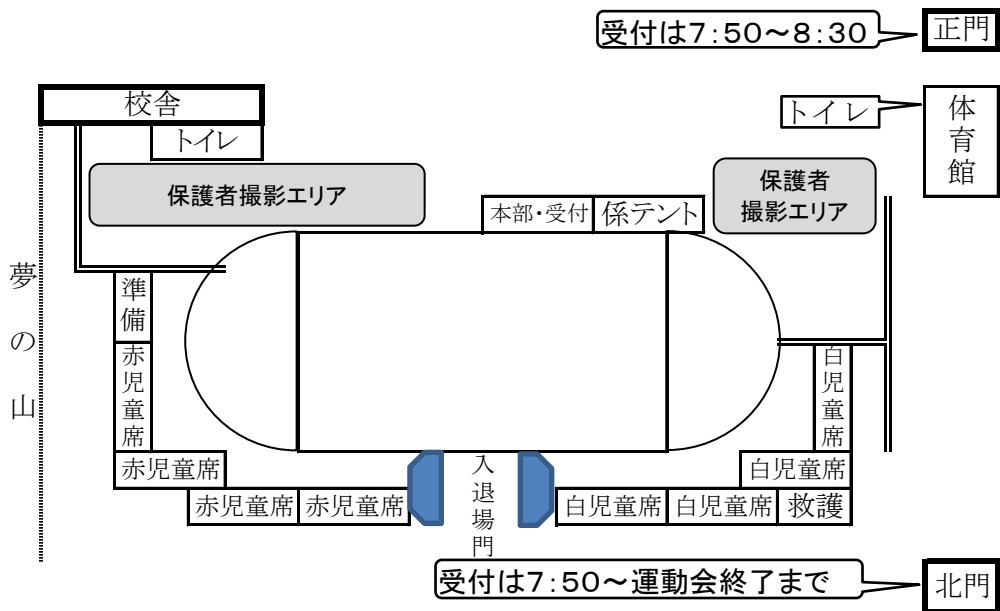 受付は7:50～8:30
正門
校舎
トイレ
トイレ
体育館
保護者撮影エリア
保護者
撮影エリア
本部・受付
係テント
夢の山
準備
赤児童席
白児童席
赤児童席
白児童席
赤児童席
赤児童席
入退場門
白児童席
白児童席
救護
受付は7:50～運動会終了まで
北門